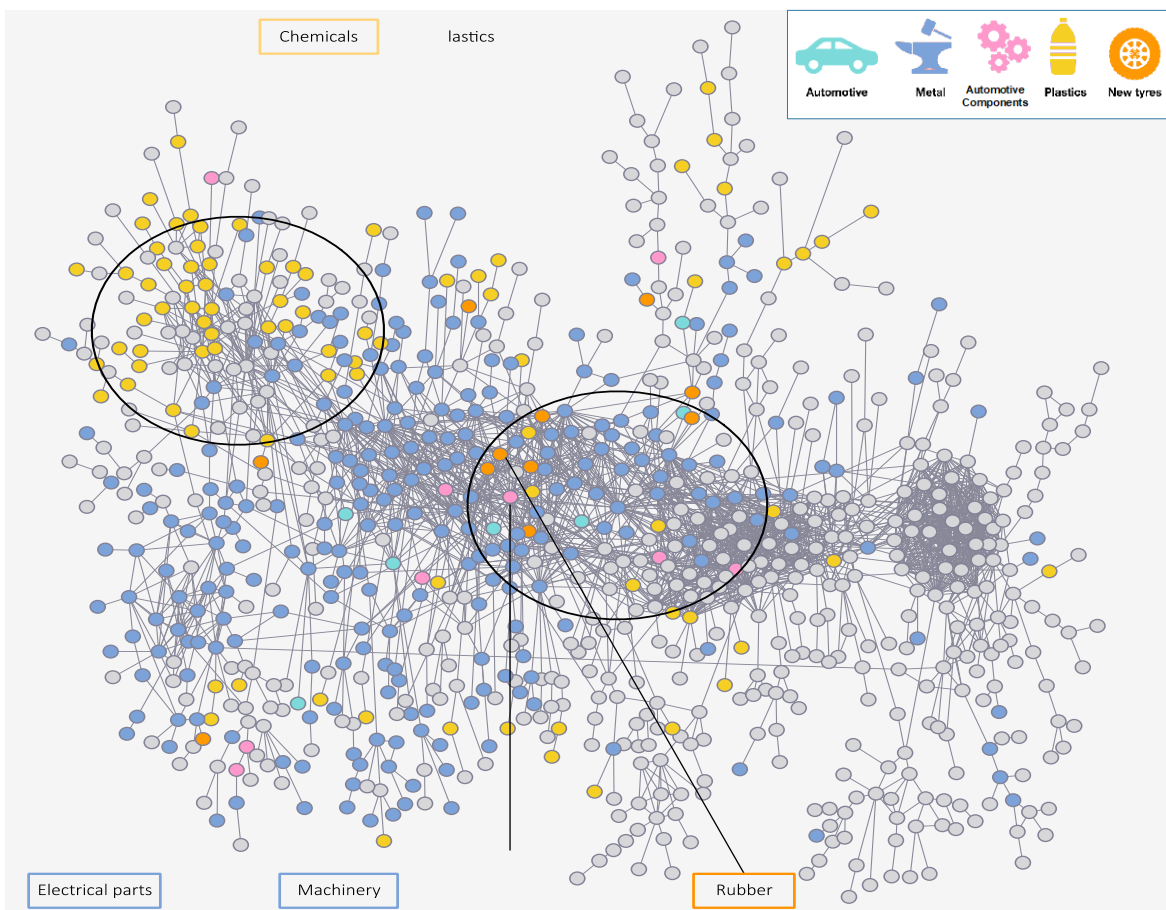 Chemicals
lastics
Automotive
Metal
Automotive
Components
Plastics
New tyres
Electrical parts
Machinery
Rubber